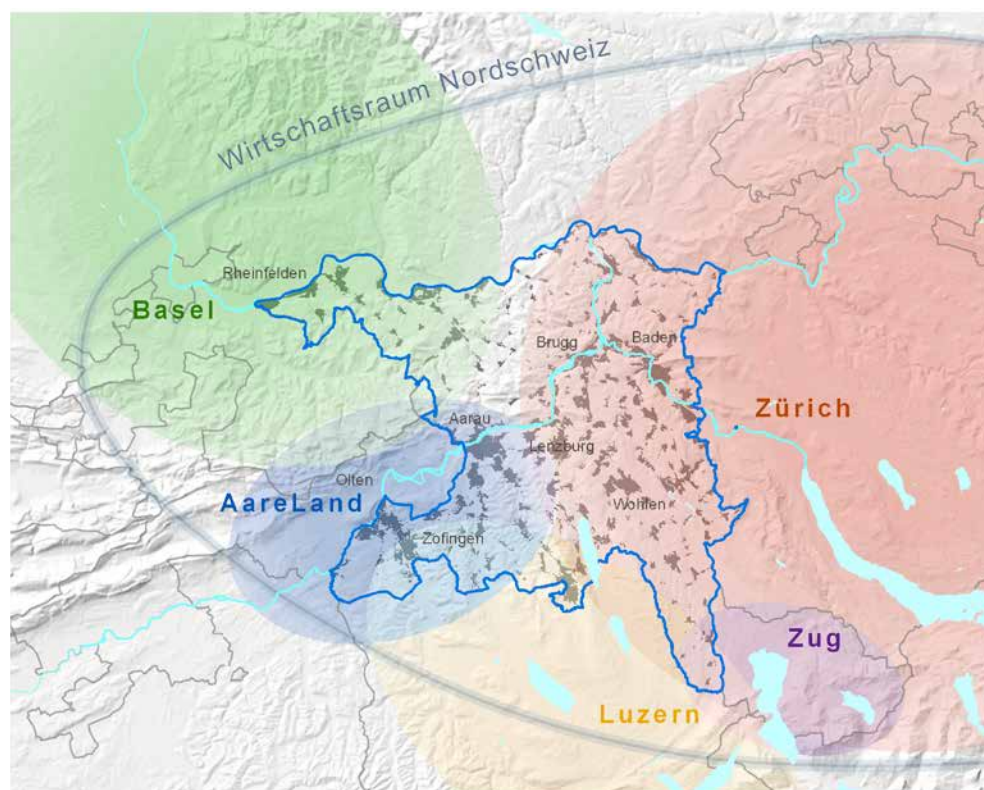 Wirtschaftsraum Nordschweiz
Rheinfelden
Basel
Brugg
Baden
Zürich
Aarau
Lenzburg
Olten
AareLand
Wohlen
Zofingen
Zug
Luzern